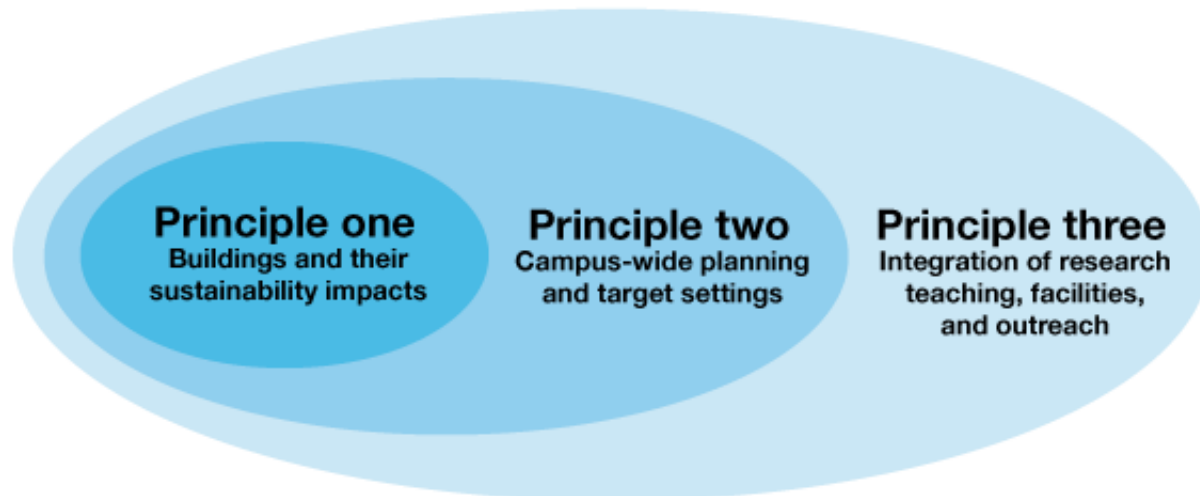 Principle one
Buildings and their
sustainability impacts
Principle two
Campus-wide planning
and target settings
Principle three
Integration of research
teaching, facilities,
and outreach